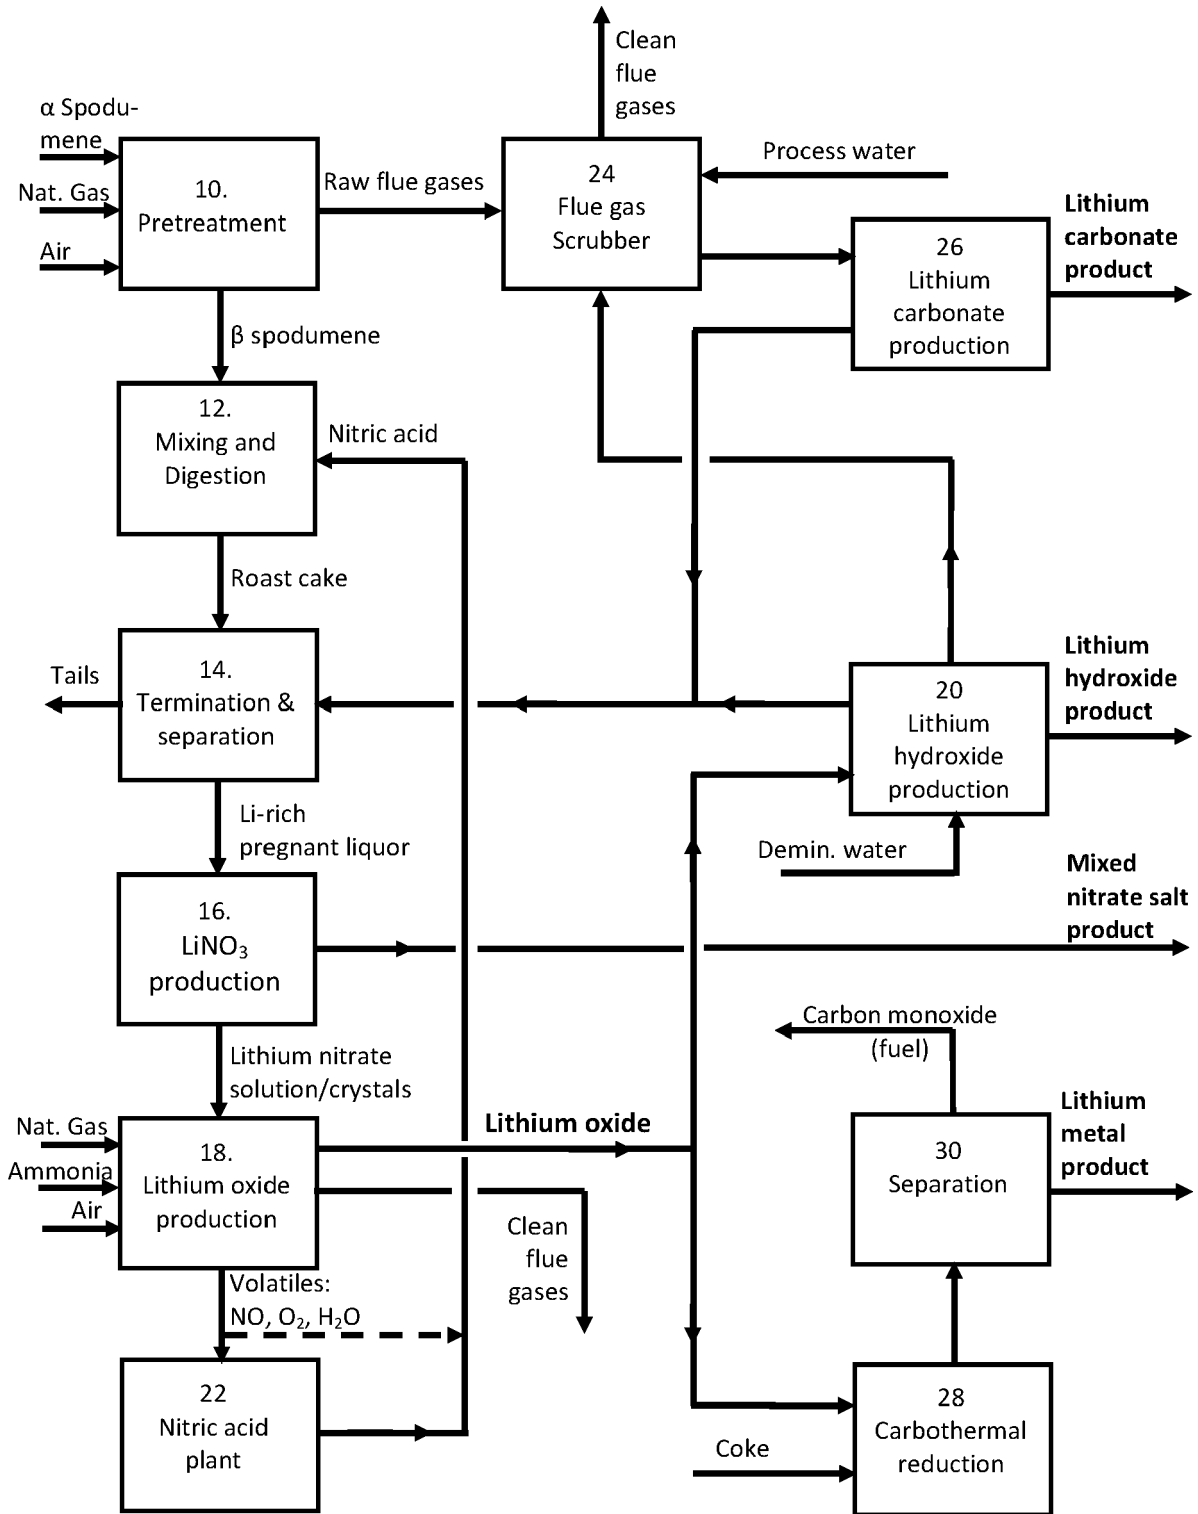 Clean
flue
gases
α Spodu-
mene
Nat. Gas
Air
10.
Pretreatment
Raw flue gases
24
Flue gas
Scrubber
Process water
26
Lithium
carbonate
production
Lithium
carbonate
product
β spodumene
12.
Mixing and
Digestion
Nitric acid
Roast cake
Tails
14.
Termination &
separation
20
Lithium
hydroxide
production
Lithium
hydroxide
product
Li-rich
pregnant liquor
Demin. water
16.
LiNO₃
production
Mixed
nitrate salt
product
Lithium nitrate
solution/crystals
Carbon monoxide
(fuel)
Nat. Gas
Ammonia
Air
18.
Lithium oxide
production
Lithium oxide
Clean
flue
gases
30
Separation
Lithium
metal
product
Volatiles:
NO, O₂, H₂O
22
Nitric acid
plant
Coke
28
Carbothermal
reduction